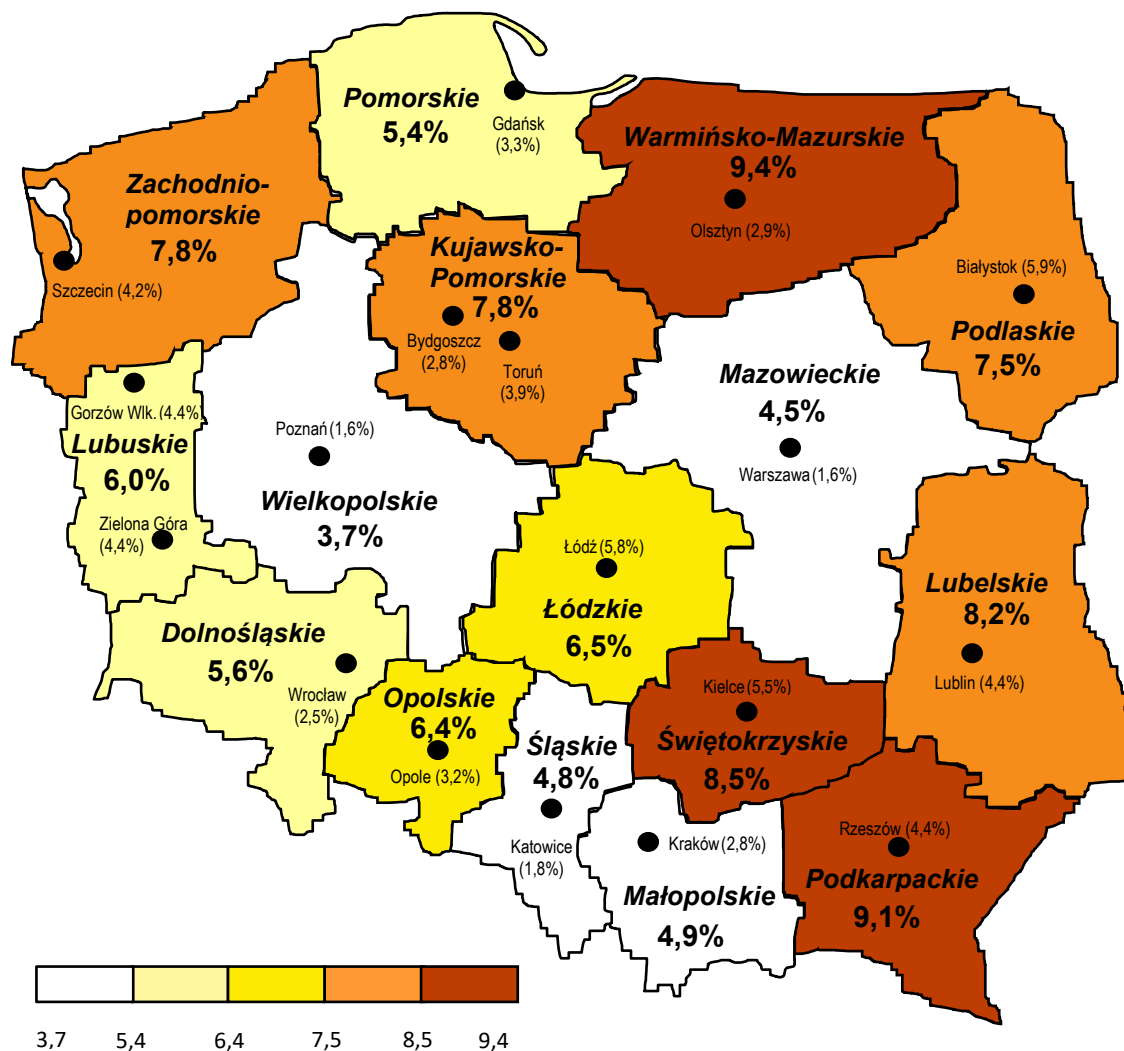 Pomorskie
5,4%
Gdańsk
(3,3%)
Warmińsko-Mazurskie
9,4%
Olsztyn (2,9%)
Zachodnio-
pomorskie
7,8%
Szczecin (4,2%)
Kujawsko-
Pomorskie
7,8%
Bydgoszcz
(2,8%)
Toruń
(3,9%)
Białystok (5,9%)
Podlaskie
7,5%
Mazowieckie
4,5%
Warszawa (1,6%)
Gorzów Wlk. (4,4%
Lubuskie
6,0%
Zielona Góra
(4,4%)
Poznań (1,6%)
Wielkopolskie
3,7%
Łódź (5,8%)
Łódzkie
6,5%
Lubelskie
8,2%
Lublin (4,4%)
Dolnośląskie
5,6%
Wrocław
(2,5%)
Opolskie
6,4%
Opole (3,2%)
Śląskie
4,8%
Katowice
(1,8%)
Kielce (5,5%)
Świętokrzyskie
8,5%
Kraków (2,8%)
Małopolskie
4,9%
Rzeszów (4,4%)
Podkarpackie
9,1%
3,7 5,4 6,4 7,5 8,5 9,4